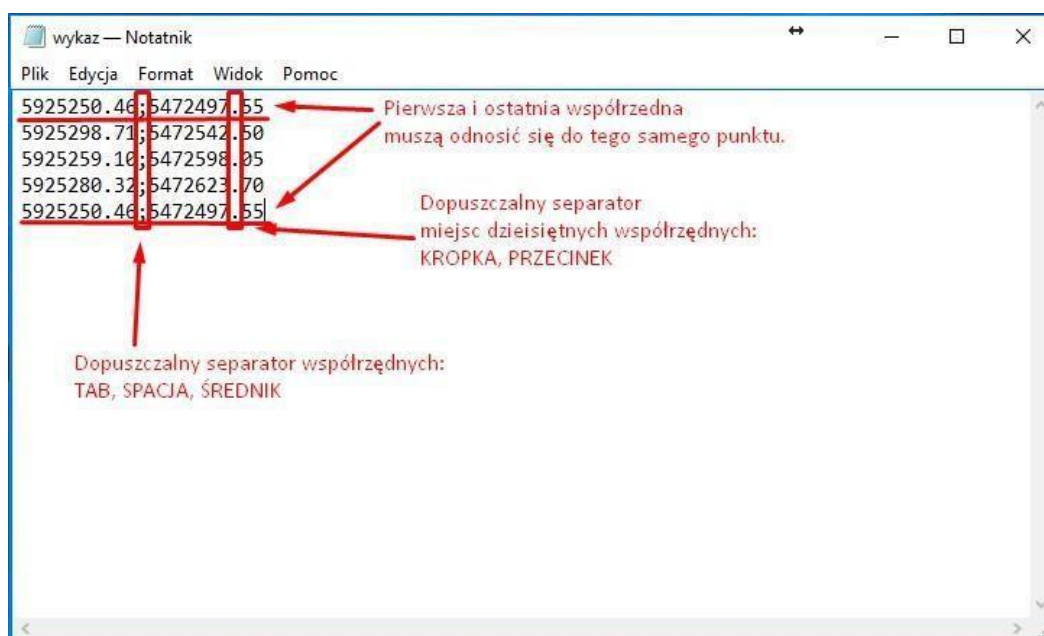 wykaz — Notatnik
Plik Edycja Format Widok Pomoc
5925250.46;5472497.55
5925298.71;5472542.50
5925259.10;5472598.05
5925280.32;5472623.70
5925250.46;5472497.55
Pierwsza i ostatnia współrzedna
muszą odnosić się do tego samego punktu.
Dopuszczalny separator
miejsc dzieisiętnych współrzędnych:
KROPKA, PRZECINEK
Dopuszczalny separator współrzędnych:
TAB, SPACJA, ŚREDNIK